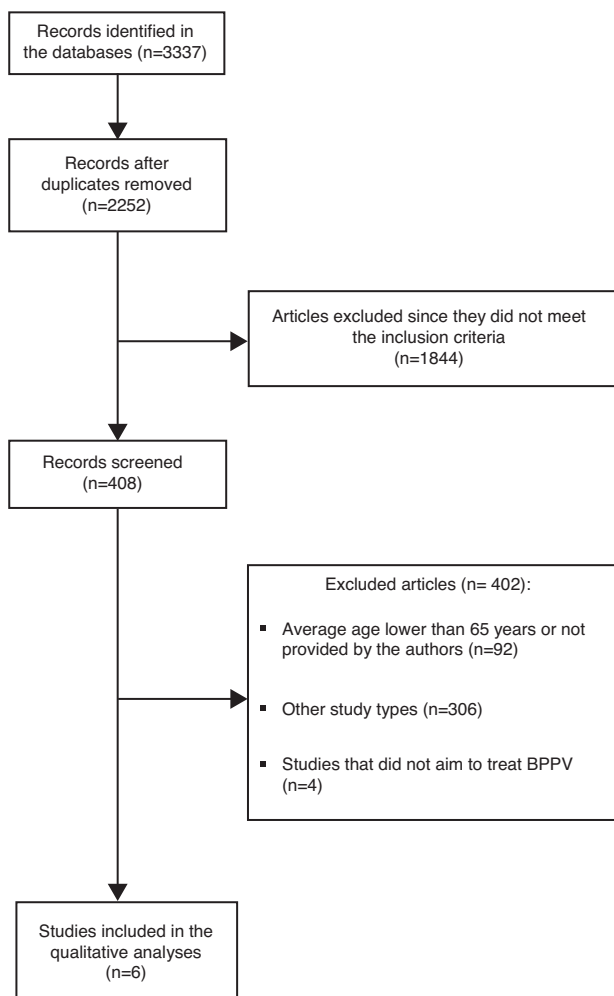 Records identified in
the databases (n=3337)
Records after
duplicates removed
(n=2252)
Articles excluded since they did not meet
the inclusion criteria
(n=1844)
Records screened
(n=408)
Excluded articles (n= 402):
▪ Average age lower than 65 years or not
provided by the authors (n=92)
▪ Other study types (n=306)
▪ Studies that did not aim to treat BPPV
(n=4)
Studies included in the
qualitative analyses
(n=6)